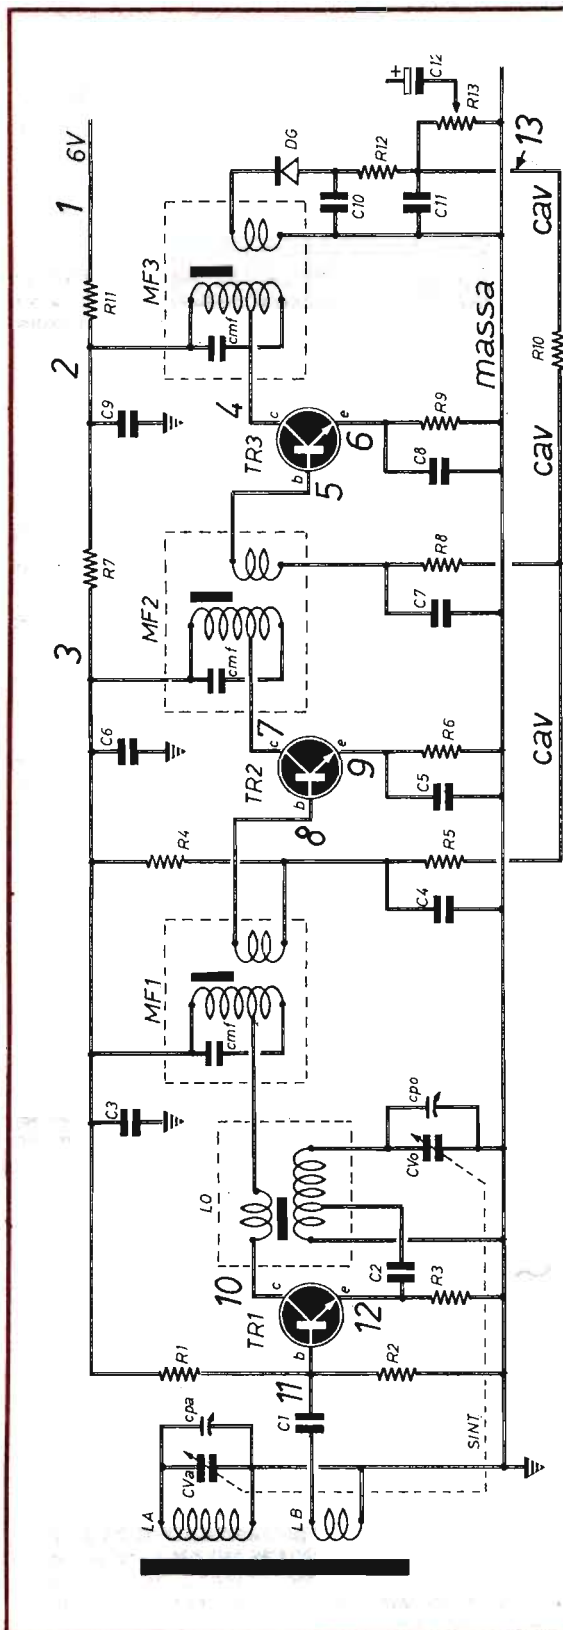 1
6V
2
R11
3
R7
C9
C6
C3
MF3
cmf
MF2
cmf
MF1
cmf
LO
4
c
TR3
b
5
e
6
7
c
TR2
b
8
e
9
10
c
TR1
b
11
e
12
DG
C10
R12
C11
R13
C12
+
13
R9
C8
R8
C7
R6
C5
R4
R5
C4
CVo
cpo
C2
R3
R1
R2
C1
LA
CVa
cpa
LB
SINT.
massa
cav
cav
cav
R10